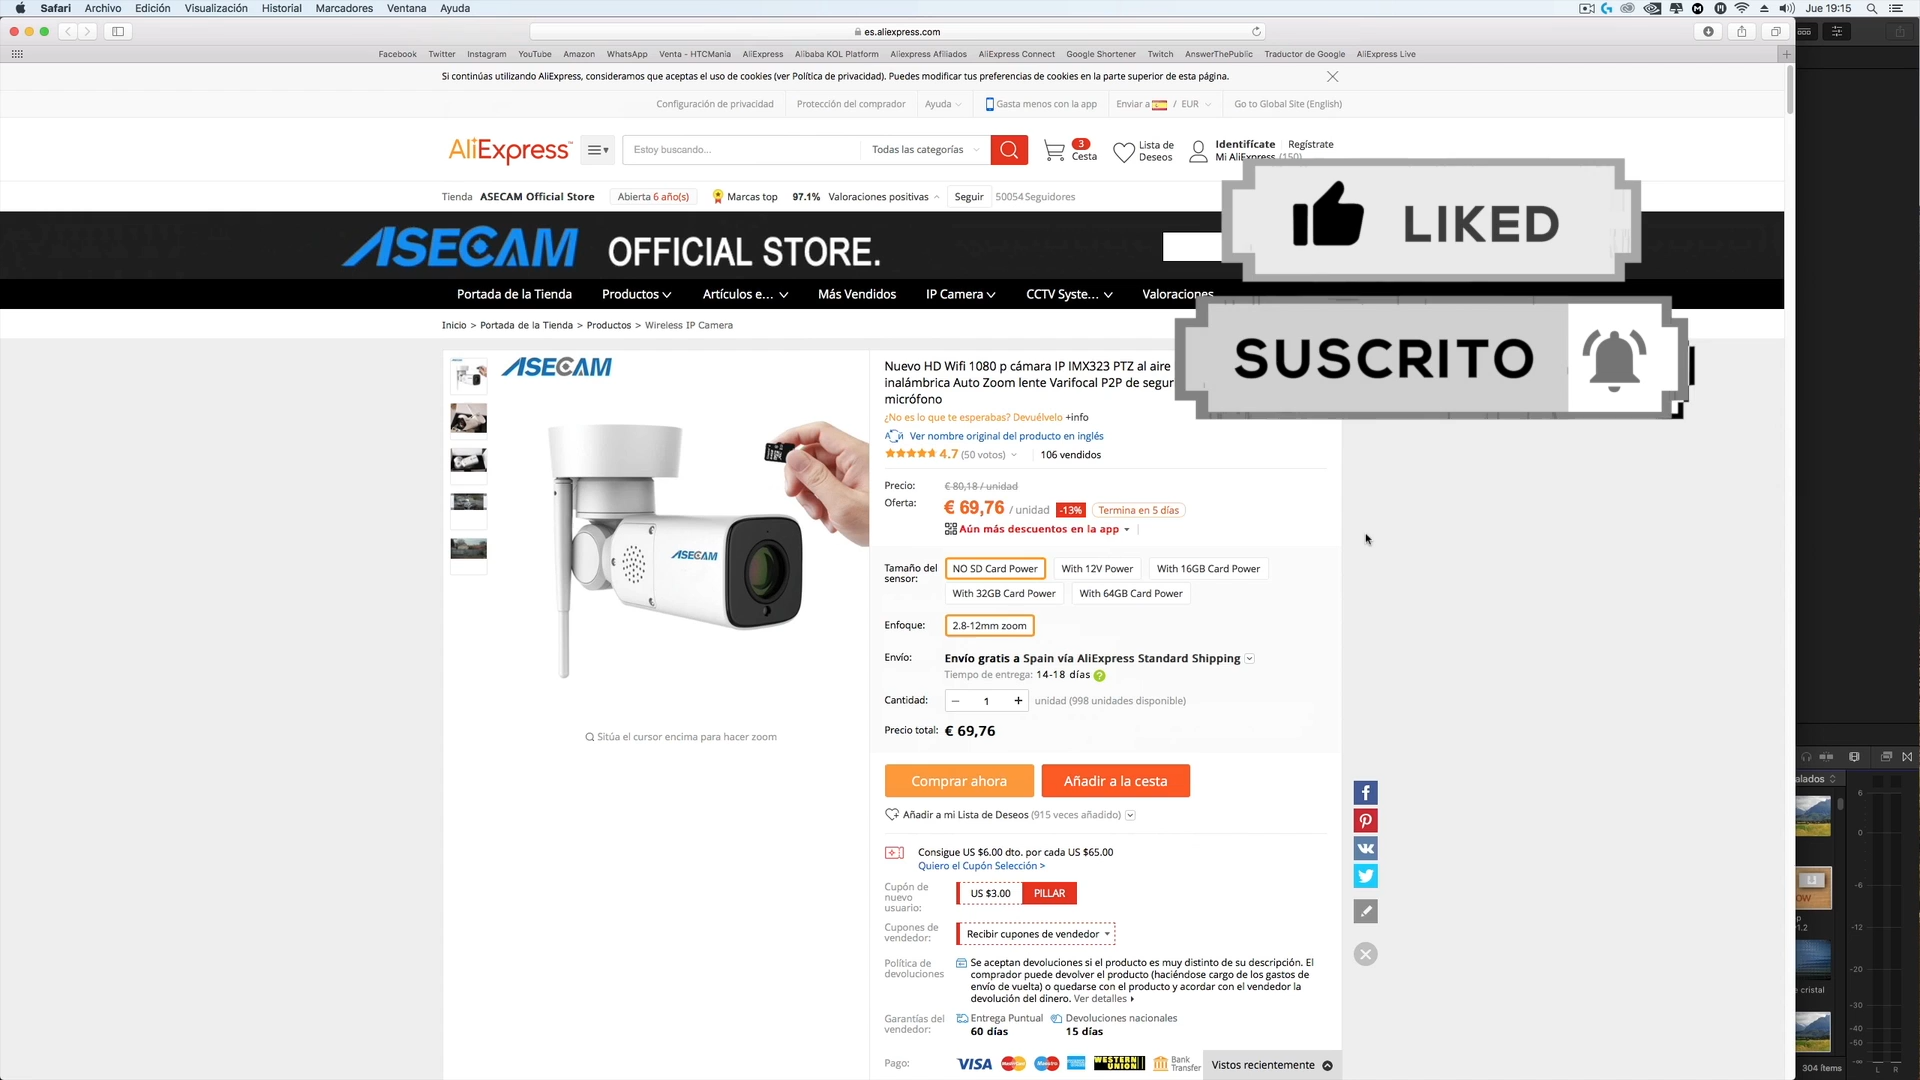 Safari Archivo Edición Visualización Historial Marcadores Ventana Ayuda
Jue 19:15
es.aliexpress.com
Facebook Twitter Instagram YouTube Amazon WhatsApp Venta - HTCMania AliExpress Alibaba KOL Platform Aliexpress Afiliados AliExpress Connect Google Shortener Twitch AnswerThePublic Traductor de Google AliExpress Live
Si continúas utilizando AliExpress, consideramos que aceptas el uso de cookies (ver Política de privacidad). Puedes modificar tus preferencias de cookies en la parte superior de esta página.
Configuración de privacidad Protección del comprador Ayuda Gasta menos con la app Enviar a / EUR Go to Global Site (English)
AliExpress
Estoy buscando... Todas las categorías
3
Cesta
Lista de
Deseos
Identifícate Regístrate
Mi AliExpress (150)
Tienda ASECAM Official Store Abierta 6 año(s) Marcas top 97.1% Valoraciones positivas Seguir 50054 Seguidores
LIKED
ASECAM OFFICIAL STORE.
Portada de la Tienda Productos Artículos e... Más Vendidos IP Camera CCTV Syste... Valoraciones
SUSCRITO
Inicio > Portada de la Tienda > Productos > Wireless IP Camera
ASECAM
ASECAM
Sitúa el cursor encima para hacer zoom
Nuevo HD Wifi 1080 p cámara IP IMX323 PTZ al aire
inalámbrica Auto Zoom lente Varifocal P2P de segur
micrófono
¿No es lo que te esperabas? Devuélvelo +info
Ver nombre original del producto en inglés
4.7 (50 votos) 106 vendidos
Precio: € 80,18 / unidad
Oferta: € 69,76 / unidad -13% Termina en 5 días
Aún más descuentos en la app
Tamaño del
sensor:
NO SD Card Power With 12V Power With 16GB Card Power
With 32GB Card Power With 64GB Card Power
Enfoque: 2.8-12mm zoom
Envío: Envío gratis a Spain vía AliExpress Standard Shipping
Tiempo de entrega: 14-18 días ?
Cantidad: − 1 + unidad (998 unidades disponible)
Precio total: € 69,76
Comprar ahora Añadir a la cesta
Añadir a mi Lista de Deseos (915 veces añadido)
Consigue US $6.00 dto. por cada US $65.00
Quiero el Cupón Selección >
Cupón de
nuevo
usuario:
US $3.00 PILLAR
Cupones de
vendedor:
Recibir cupones de vendedor
Política de
devoluciones
Se aceptan devoluciones si el producto es muy distinto de su descripción. El
comprador puede devolver el producto (haciéndose cargo de los gastos de
envío de vuelta) o quedarse con el producto y acordar con el vendedor la
devolución del dinero. Ver detalles
Garantías del
vendedor:
Entrega Puntual Devoluciones nacionales
60 días 15 días
Pago: VISA WESTERN UNION Bank Transfer
Vistos recientemente
alados
6
0
-6
-12
-20
-30
-40
-50
-∞
OW
v1.2
e cristal
304 ítems
L R